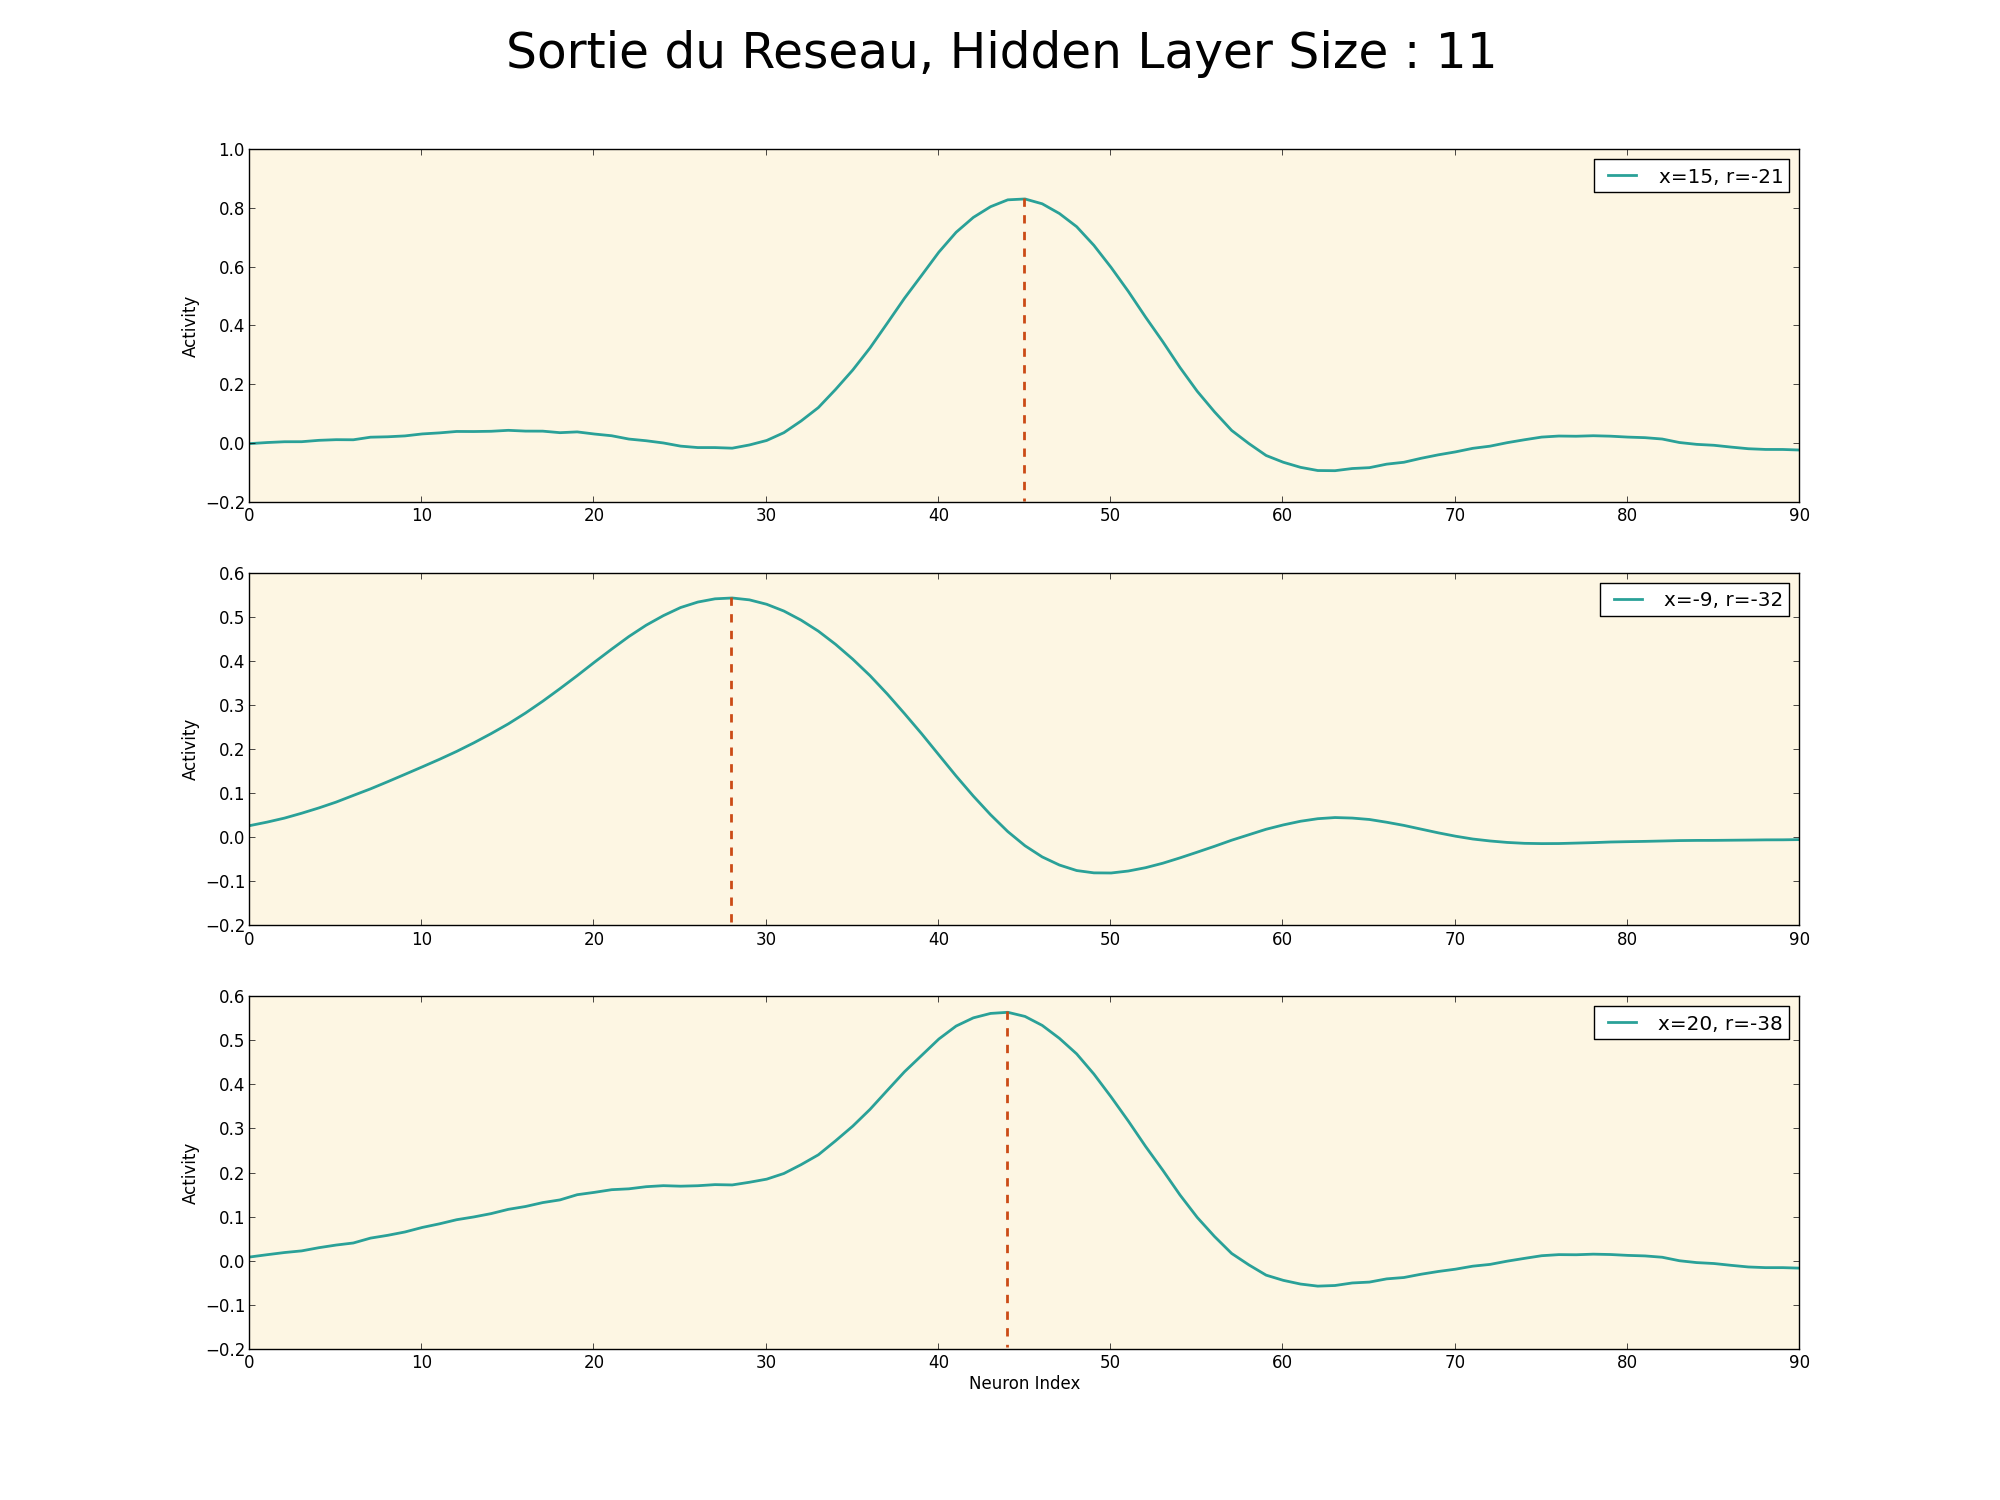 Sortie du Reseau, Hidden Layer Size : 11
1.0
0.8
0.6
0.4
0.2
0.0
−0.2
Activity
x=15, r=-21
0 10 20 30 40 50 60 70 80 90
0.6
0.5
0.4
0.3
0.2
0.1
0.0
−0.1
−0.2
Activity
x=-9, r=-32
0 10 20 30 40 50 60 70 80 90
0.6
0.5
0.4
0.3
0.2
0.1
0.0
−0.1
−0.2
Activity
x=20, r=-38
0 10 20 30 40 50 60 70 80 90
Neuron Index